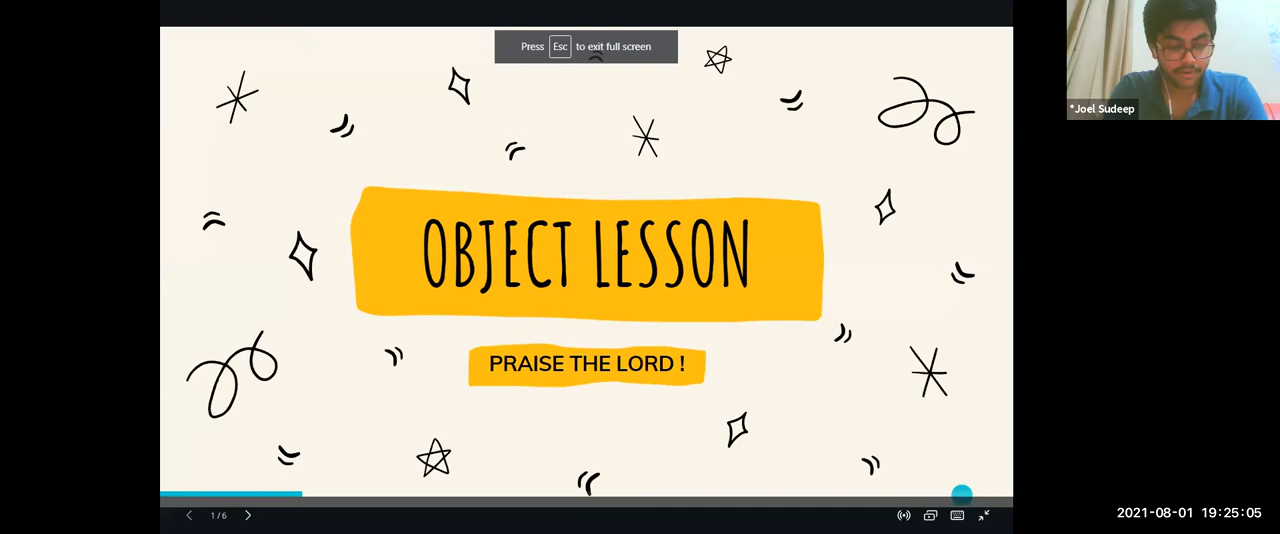 Press Esc to exit full screen
*Joel Sudeep
OBJECT LESSON
PRAISE THE LORD !
1 / 6
2021-08-01 19:25:05